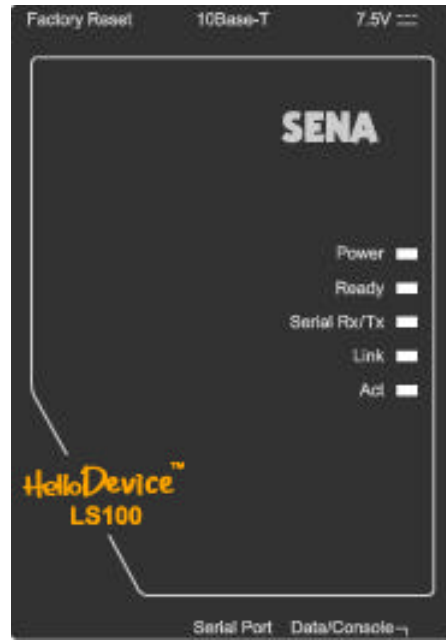 Factory Reset 10Base-T 7.5V
SENA
Power
Ready
Serial Rx/Tx
Link
Act
HelloDevice™
LS100
Serial Port Data/Console